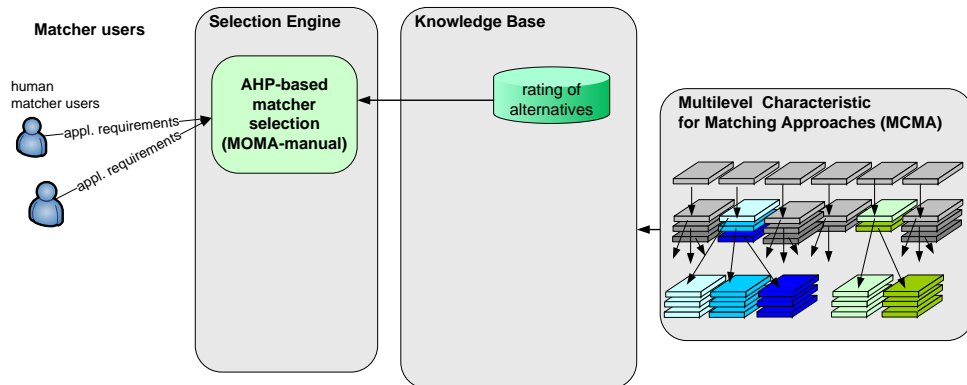 Matcher users
Selection Engine
Knowledge Base
human
matcher users
appl. requirements
appl. requirements
AHP-based
matcher
selection
(MOMA-manual)
rating of
alternatives
Multilevel Characteristic
for Matching Approaches (MCMA)